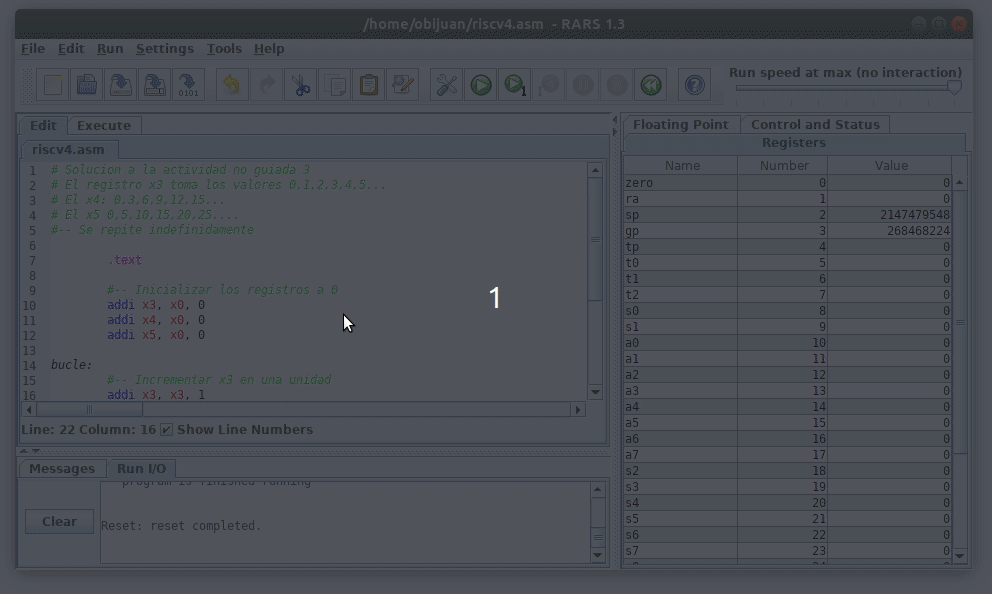 /home/obijuan/riscv4.asm - RARS 1.3
File Edit Run Settings Tools Help
Run speed at max (no interaction)
Edit Execute
riscv4.asm
1 # Solucion a la actividad no guiada 3
2 # El registro x3 toma los valores 0,1,2,3,4,5...
3 # El x4: 0,3,6,9,12,15...
4 # El x5 0,5,10,15,20,25....
5 #-- Se repite indefinidamente
6
7 .text
8
9 #-- Inicializar los registros a 0
10 addi x3, x0, 0
11 addi x4, x0, 0
12 addi x5, x0, 0
13
14 bucle:
15 #-- Incrementar x3 en una unidad
16 addi x3, x3, 1
1
Line: 22 Column: 16 Show Line Numbers
Messages Run I/O
program is finished running
Clear
Reset: reset completed.
Floating Point Control and Status
Registers
Name Number Value
zero 0 0
ra 1 0
sp 2 2147479548
gp 3 268468224
tp 4 0
t0 5 0
t1 6 0
t2 7 0
s0 8 0
s1 9 0
a0 10 0
a1 11 0
a2 12 0
a3 13 0
a4 14 0
a5 15 0
a6 16 0
a7 17 0
s2 18 0
s3 19 0
s4 20 0
s5 21 0
s6 22 0
s7 23 0